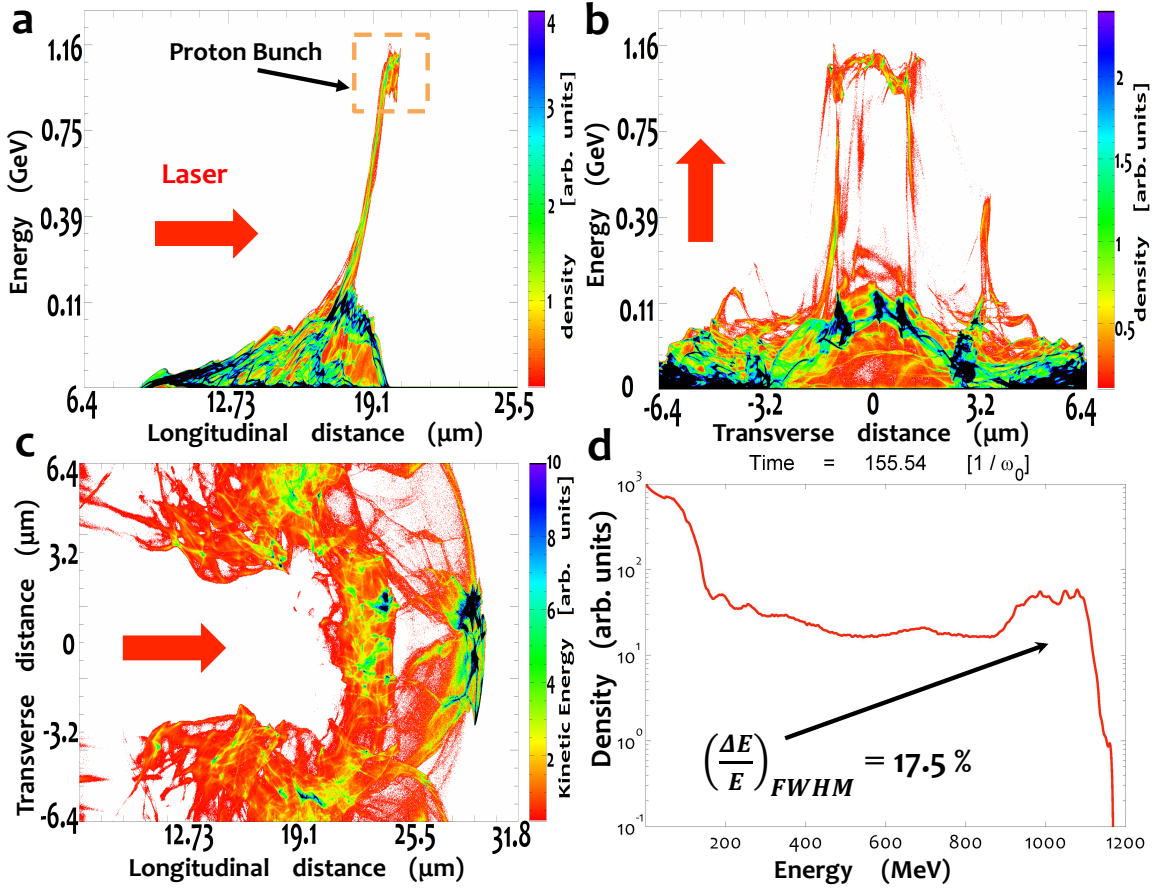 a
Proton Bunch
Laser
Energy (GeV)
1.16
0.75
0.39
0.11
6.4 12.73 19.1 25.5
Longitudinal distance (μm)
4
3
2
1
density [arb. units]
b
Energy (GeV)
1.16
0.75
0.39
0.11
0
-6.4 -3.2 0 3.2 6.4
Transverse distance (μm)
2
1.5
1
0.5
density [arb. units]
c
Transverse distance (μm)
6.4
3.2
0
-3.2
-6.4
12.73 19.1 25.5 31.8
Longitudinal distance (μm)
10
8
6
4
2
Kinetic Energy [arb. units]
d
Time = 155.54 [1 / ω₀]
Density (arb. units)
10³
10²
10¹
10⁰
10⁻¹
200 400 600 800 1000 1200
Energy (MeV)
(ΔE/E)FWHM = 17.5 %